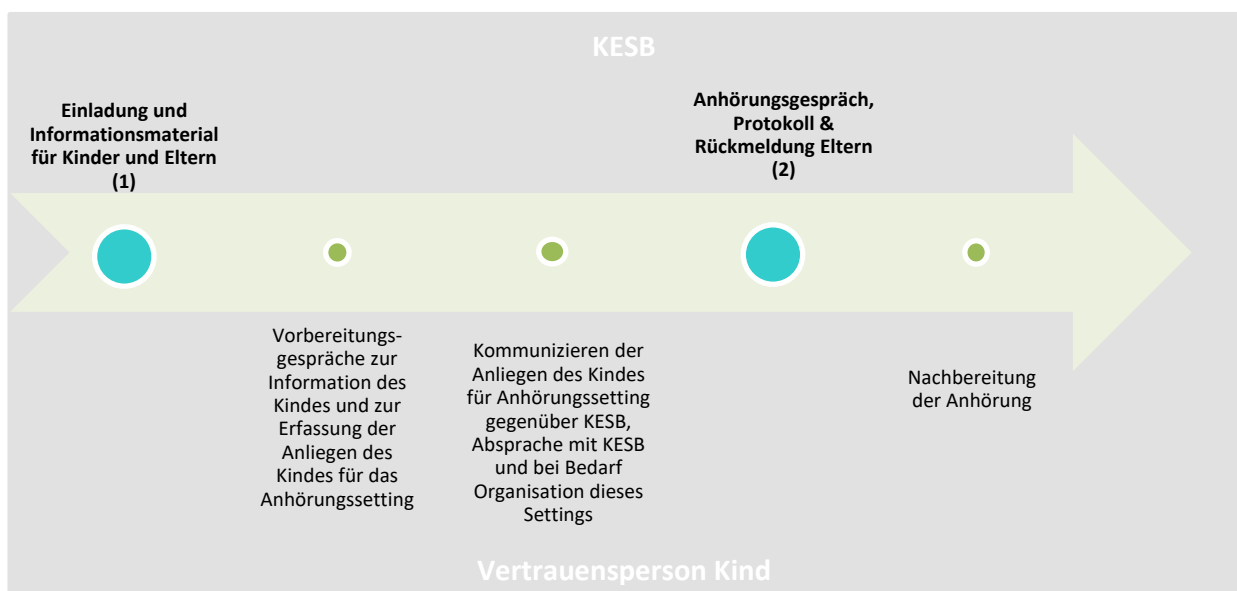 KESB
Einladung und
Informationsmaterial
für Kinder und Eltern
(1)
Anhörungsgespräch,
Protokoll &
Rückmeldung Eltern
(2)
Vorbereitungs-
gespräche zur
Information des
Kindes und zur
Erfassung der
Anliegen des
Kindes für das
Anhörungssetting
Kommunizieren der
Anliegen des Kindes
für Anhörungssetting
gegenüber KESB,
Absprache mit KESB
und bei Bedarf
Organisation dieses
Settings
Nachbereitung
der Anhörung
Vertrauensperson Kind